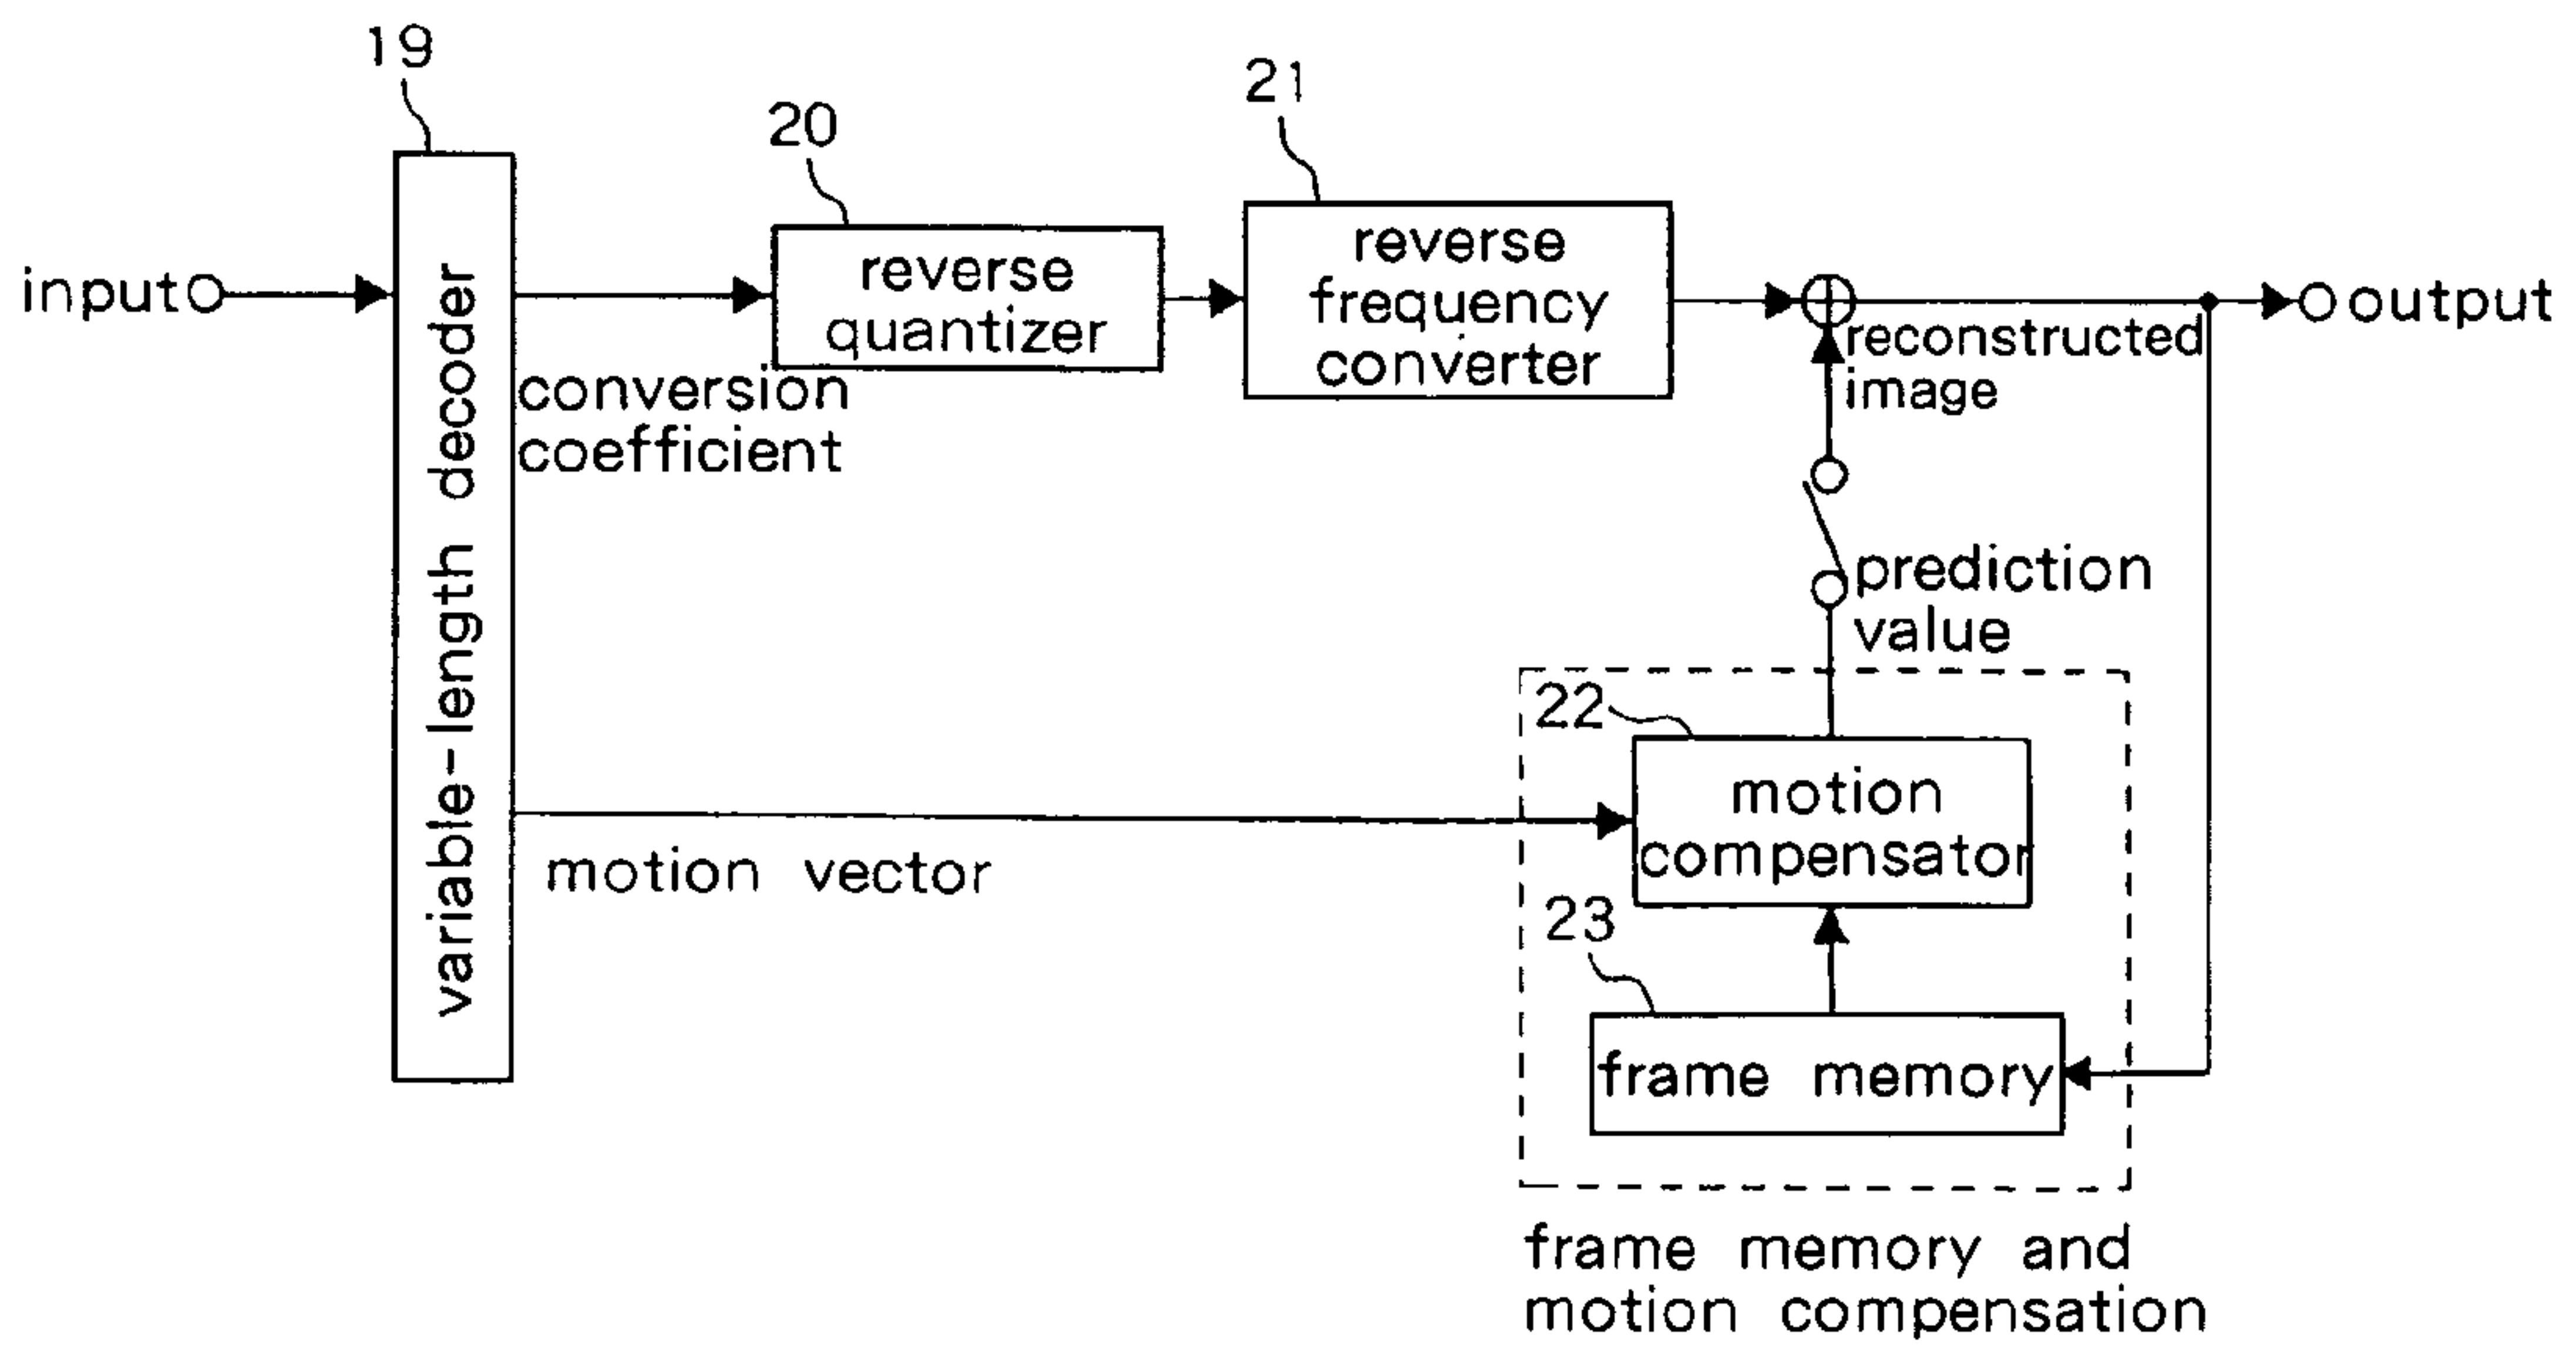 19
20
21
input
variable-length decoder
reverse
quantizer
reverse
frequency
converter
output
reconstructed
image
conversion
coefficient
prediction
value
22
motion
compensator
motion vector
23
frame memory
frame memory and
motion compensation